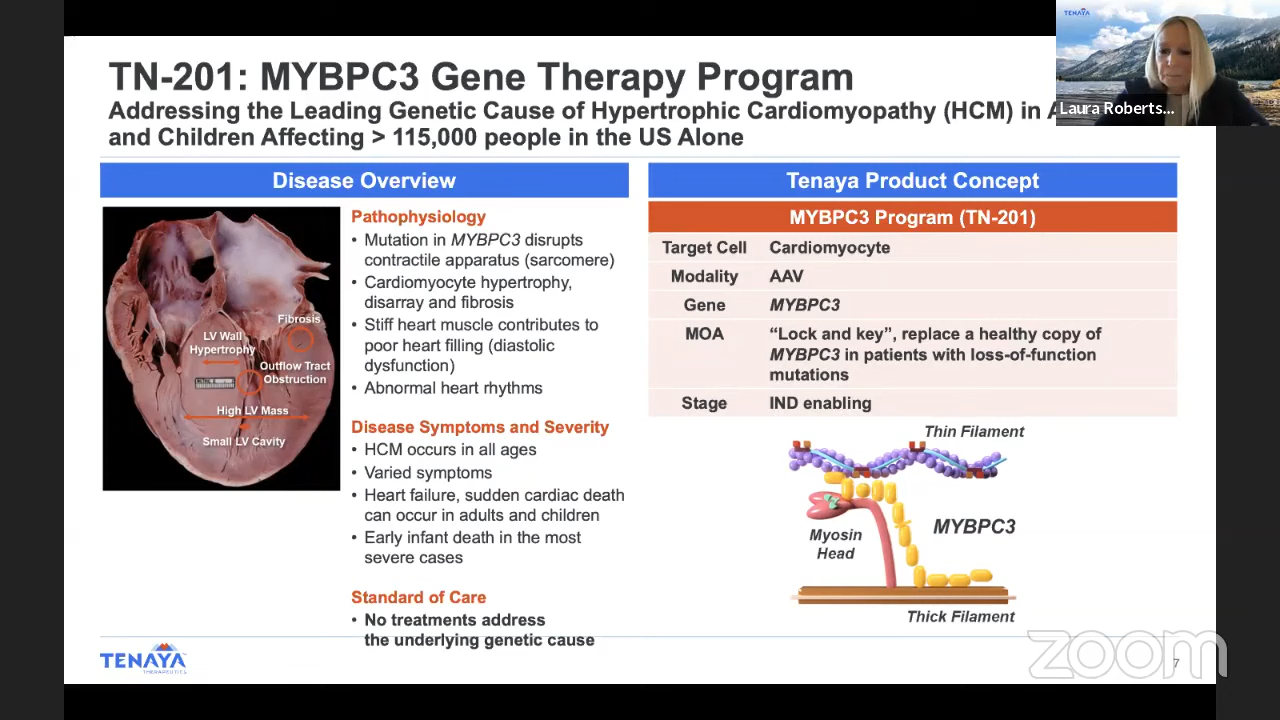 TN-201: MYBPC3 Gene Therapy Program
Addressing the Leading Genetic Cause of Hypertrophic Cardiomyopathy (HCM) in
and Children Affecting > 115,000 people in the US Alone
TENAYA
Laura Roberts...
Disease Overview
Fibrosis
LV Wall
Hypertrophy
Outflow Tract
Obstruction
High LV Mass
Small LV Cavity
Pathophysiology
• Mutation in MYBPC3 disrupts
contractile apparatus (sarcomere)
• Cardiomyocyte hypertrophy,
disarray and fibrosis
• Stiff heart muscle contributes to
poor heart filling (diastolic
dysfunction)
• Abnormal heart rhythms
Disease Symptoms and Severity
• HCM occurs in all ages
• Varied symptoms
• Heart failure, sudden cardiac death
can occur in adults and children
• Early infant death in the most
severe cases
Standard of Care
• No treatments address
the underlying genetic cause
Tenaya Product Concept
MYBPC3 Program (TN-201)
Target Cell Cardiomyocyte
Modality AAV
Gene MYBPC3
MOA “Lock and key”, replace a healthy copy of
MYBPC3 in patients with loss-of-function
mutations
Stage IND enabling
Thin Filament
MYBPC3
Myosin
Head
Thick Filament
TENAYA
THERAPEUTICS
zoom
7